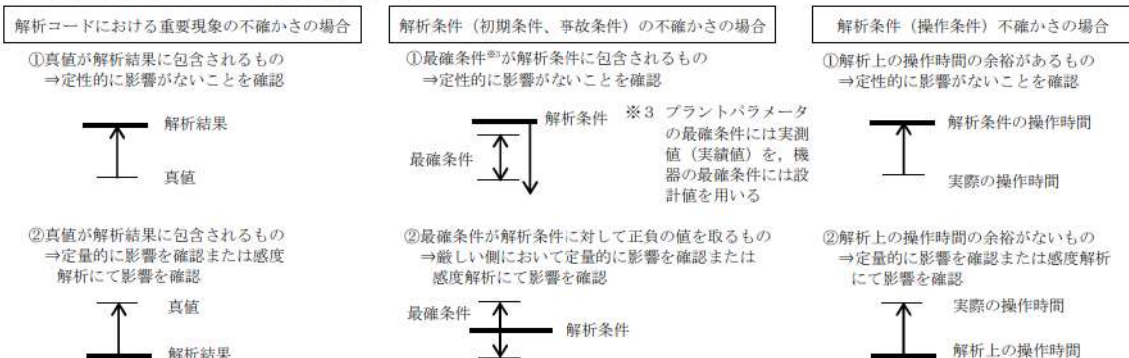 解析コードにおける重要現象の不確かさの場合
①真値が解析結果に包含されるもの
⇒定性的に影響がないことを確認
解析結果
真値
②真値が解析結果に包含されるもの
⇒定量的に影響を確認または感度
解析にて影響を確認
真値
解析結果
解析条件（初期条件、事故条件）の不確かさの場合
①最確条件※3が解析条件に包含されるもの
⇒定性的に影響がないことを確認
解析条件
最確条件
※3 プラントパラメータ
の最確条件には実測
値（実績値）を，機
器の最確条件には設
計値を用いる
②最確条件が解析条件に対して正負の値を取るもの
⇒厳しい側において定量的に影響を確認または
感度解析にて影響を確認
最確条件
解析条件
解析条件（操作条件）不確かさの場合
①解析上の操作時間の余裕があるもの
⇒定性的に影響がないことを確認
解析条件の操作時間
実際の操作時間
②解析上の操作時間の余裕がないもの
⇒定量的に影響を確認または感度解析
にて影響を確認
実際の操作時間
解析上の操作時間